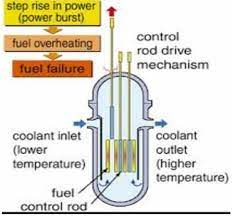 step rise in power
(power burst)
fuel overheating
fuel failure
control
rod drive
mechanism
coolant inlet
(lower
temperature)
coolant
outlet
(higher
temperature)
fuel
control rod